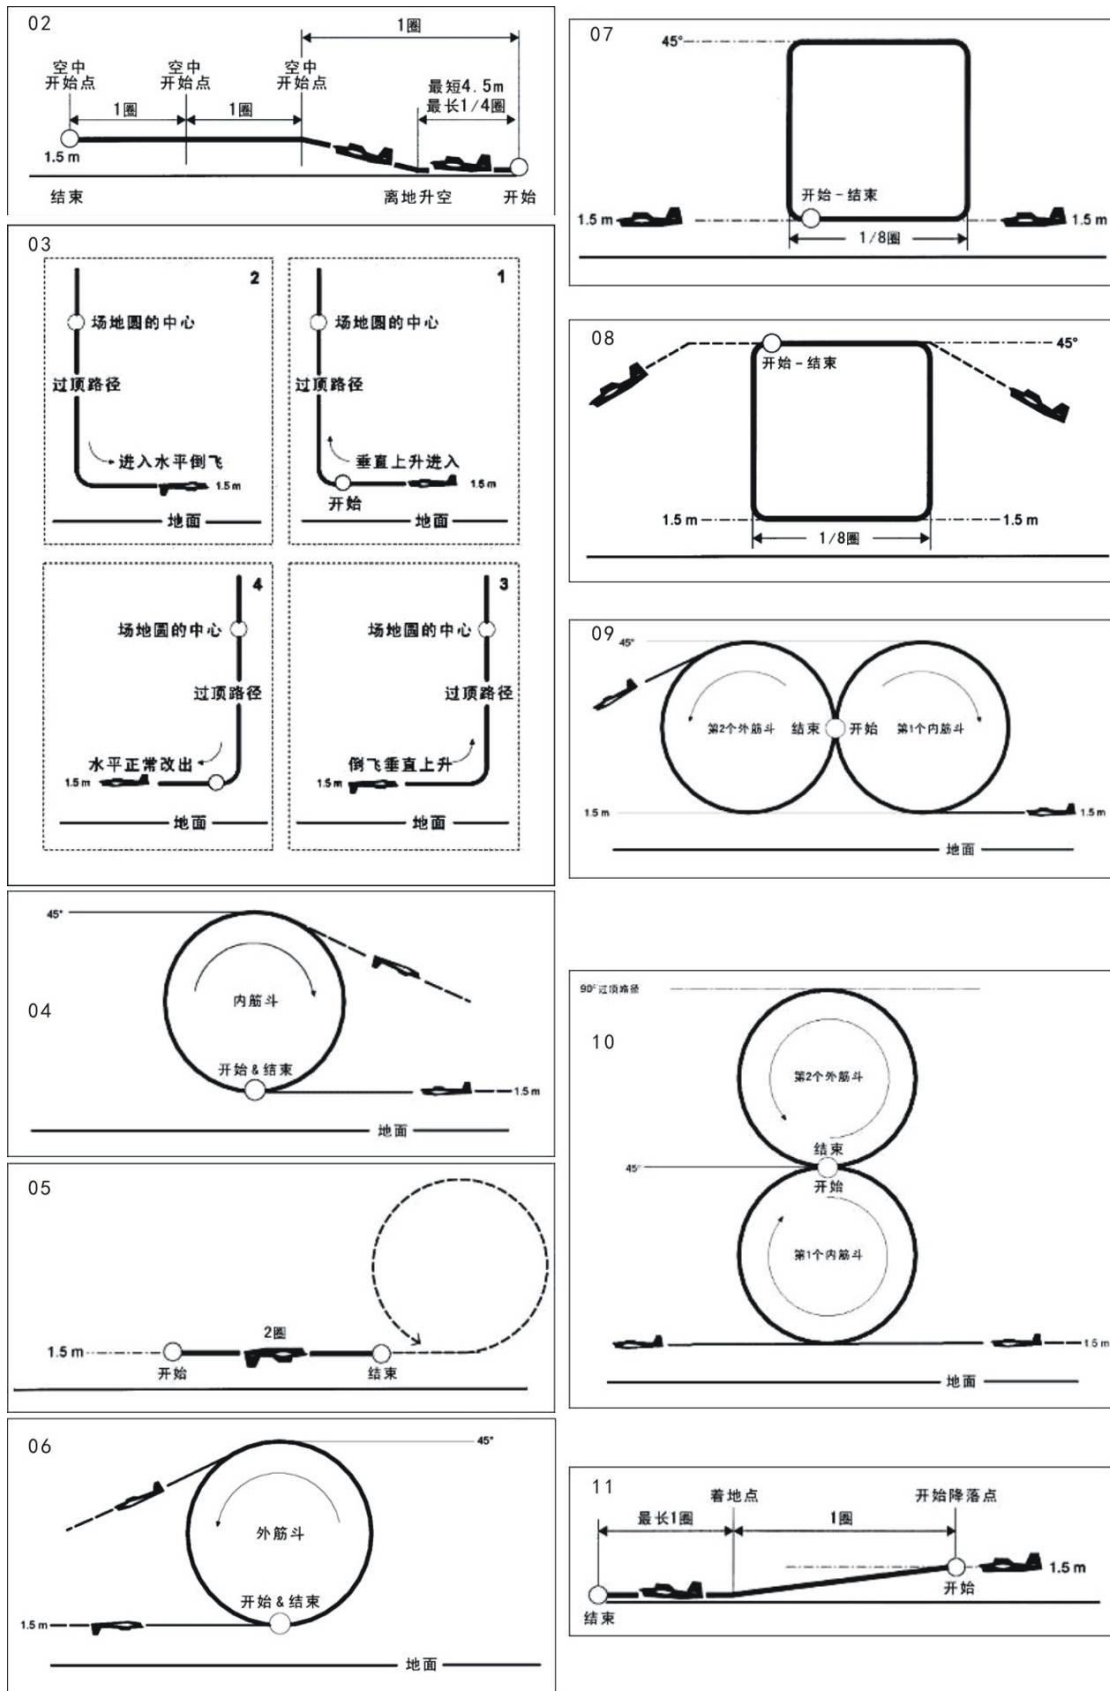 02
1圈
空中
开始点
空中
开始点
空中
开始点
最短4.5m
最长1/4圈
1圈
1圈
1.5 m
结束
离地升空
开始
03
2
场地圆的中心
过顶路径
进入水平倒飞
1.5 m
地面
1
场地圆的中心
过顶路径
垂直上升进入
1.5 m
开始
地面
4
场地圆的中心
过顶路径
水平正常改出
1.5 m
地面
3
场地圆的中心
过顶路径
倒飞垂直上升
1.5 m
地面
04
45°
内筋斗
开始&结束
1.5 m
地面
05
2圈
1.5 m
开始
结束
06
45°
外筋斗
开始&结束
1.5 m
地面
07
45°
开始-结束
1.5 m
1.5 m
1/8圈
08
45°
开始-结束
1.5 m
1.5 m
1/8圈
09
45°
第2个外筋斗
结束
开始
第1个内筋斗
1.5 m
1.5 m
地面
90°过顶路径
10
第2个外筋斗
结束
45°
开始
第1个内筋斗
1.5 m
地面
11
着地点
开始降落点
最长1圈
1圈
1.5 m
开始
结束